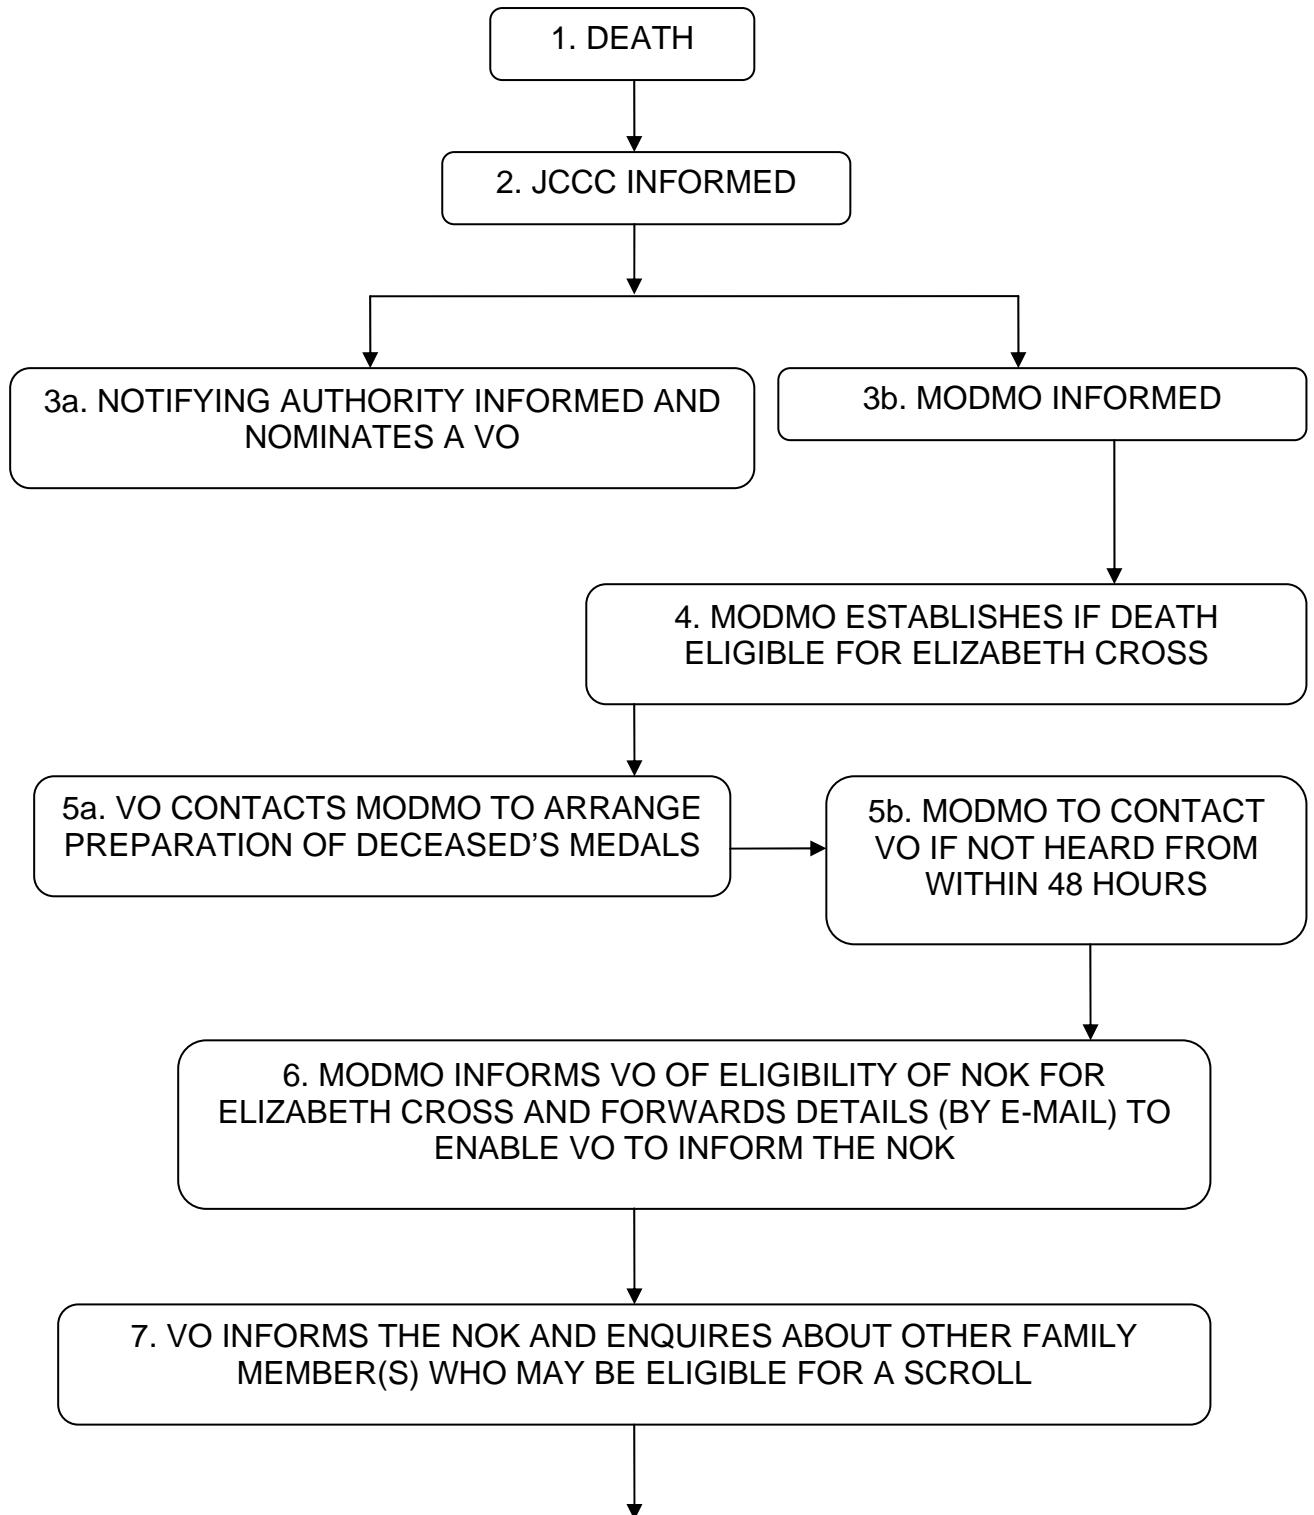 1. DEATH
2. JCCC INFORMED
3a. NOTIFYING AUTHORITY INFORMED AND
NOMINATES A VO
3b. MODMO INFORMED
4. MODMO ESTABLISHES IF DEATH
ELIGIBLE FOR ELIZABETH CROSS
5a. VO CONTACTS MODMO TO ARRANGE
PREPARATION OF DECEASED’S MEDALS
5b. MODMO TO CONTACT
VO IF NOT HEARD FROM
WITHIN 48 HOURS
6. MODMO INFORMS VO OF ELIGIBILITY OF NOK FOR
ELIZABETH CROSS AND FORWARDS DETAILS (BY E-MAIL) TO
ENABLE VO TO INFORM THE NOK
7. VO INFORMS THE NOK AND ENQUIRES ABOUT OTHER FAMILY
MEMBER(S) WHO MAY BE ELIGIBLE FOR A SCROLL